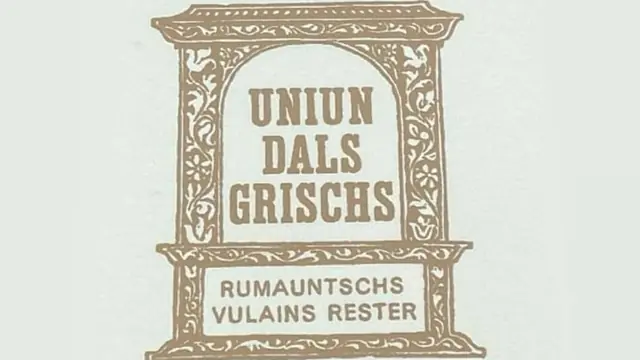 UNIUN
DALS
GRISCHS
RUMAUNTSCHS
VULAINS RESTER